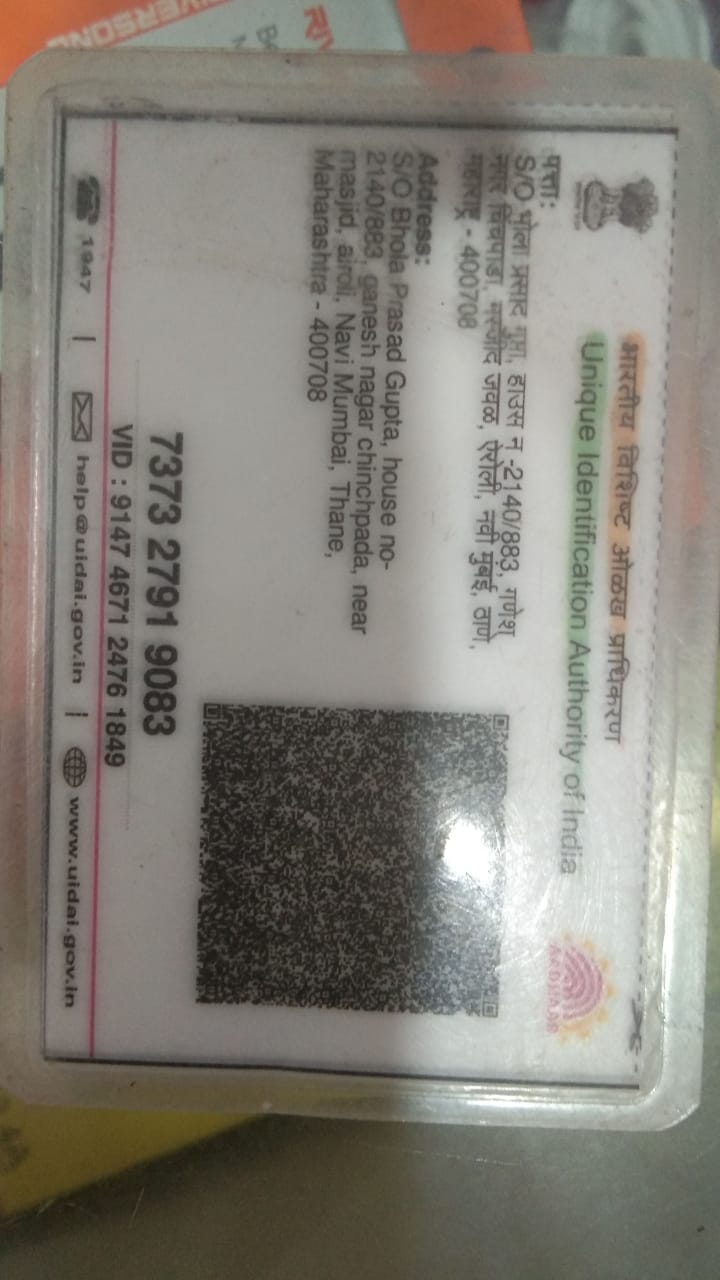 भारतीय विशिष्ट ओळख प्राधिकरण
Unique Identification Authority of India
AADHAAR
पत्ता:
S/O भोला प्रसाद गुप्ता, हाउस न -2140/883, गणेश
नगर चिंचपाडा, मस्जीद जवळ, ऐरोली, नवी मुंबई, ठाणे,
महाराष्ट्र - 400708
Address:
S/O Bhola Prasad Gupta, house no-
2140/883, ganesh nagar chinchpada, near
masjid, airoli, Navi Mumbai, Thane,
Maharashtra - 400708
7373 2791 9083
VID : 9147 4671 2476 1849
1947 | help@uidai.gov.in | www.uidai.gov.in